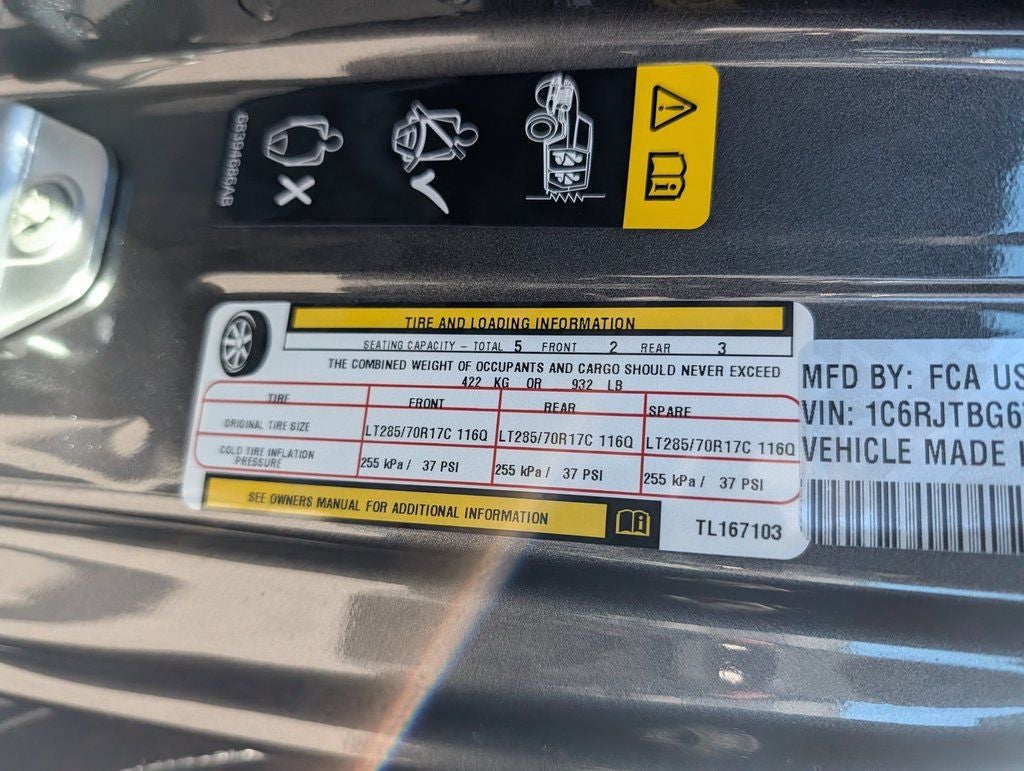 68394686AB
TIRE AND LOADING INFORMATION
SEATING CAPACITY - TOTAL 5 FRONT 2 REAR 3
THE COMBINED WEIGHT OF OCCUPANTS AND CARGO SHOULD NEVER EXCEED
422 KG OR 932 LB
TIRE FRONT REAR SPARE
ORIGINAL TIRE SIZE LT285/70R17C 116Q LT285/70R17C 116Q LT285/70R17C 116Q
COLD TIRE INFLATION PRESSURE 255 kPa / 37 PSI 255 kPa / 37 PSI 255 kPa / 37 PSI
SEE OWNERS MANUAL FOR ADDITIONAL INFORMATION
TL167103
MFD BY: FCA US
VIN: 1C6RJTBG6
VEHICLE MADE